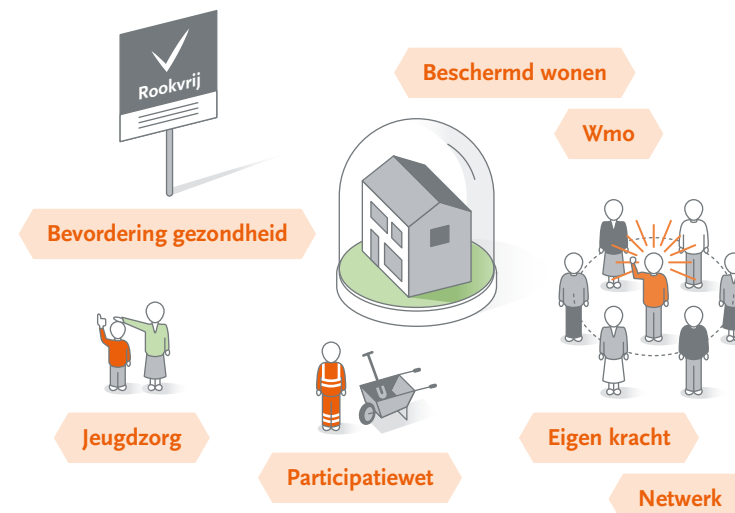 Rookvrij
Beschermd wonen
Wmo
Bevordering gezondheid
Jeugdzorg
Participatiewet
Eigen kracht
Netwerk